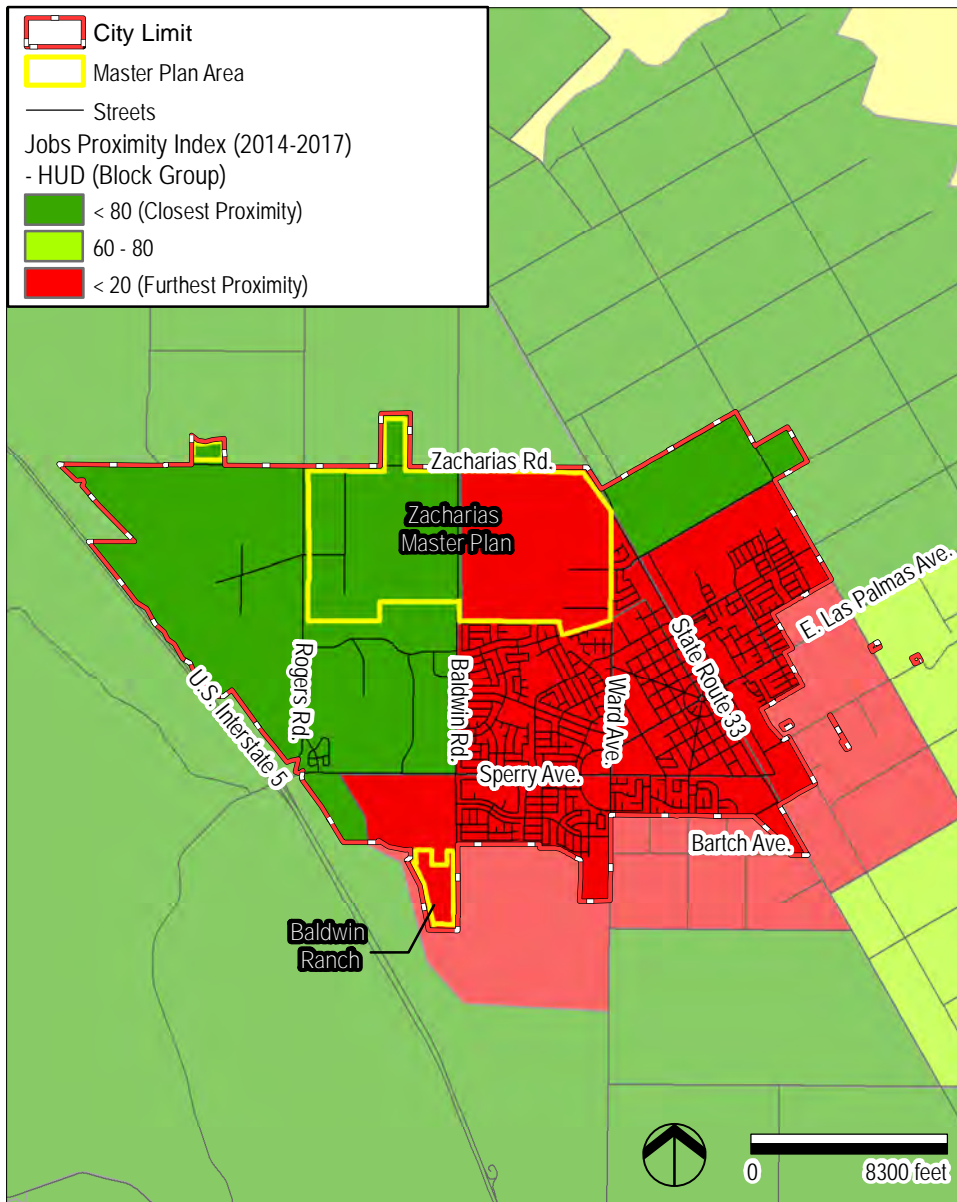 City Limit
Master Plan Area
Streets
Jobs Proximity Index (2014-2017)
- HUD (Block Group)
< 80 (Closest Proximity)
60 - 80
< 20 (Furthest Proximity)
Zacharias Rd.
Zacharias
Master Plan
E. Las Palmas Ave.
State Route 33
Rogers Rd.
Baldwin Rd.
Ward Ave.
U.S. Interstate 5
Sperry Ave.
Bartch Ave.
Baldwin
Ranch
0 8300 feet